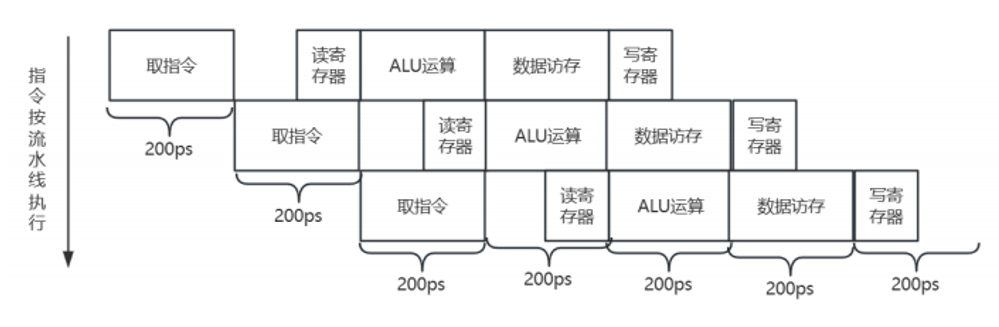 指令按流水线执行
取指令
读寄
存器
ALU运算
数据访存
写寄
存器
200ps
取指令
读寄
存器
ALU运算
数据访存
写寄
存器
200ps
取指令
读寄
存器
ALU运算
数据访存
写寄
存器
200ps
200ps
200ps
200ps
200ps